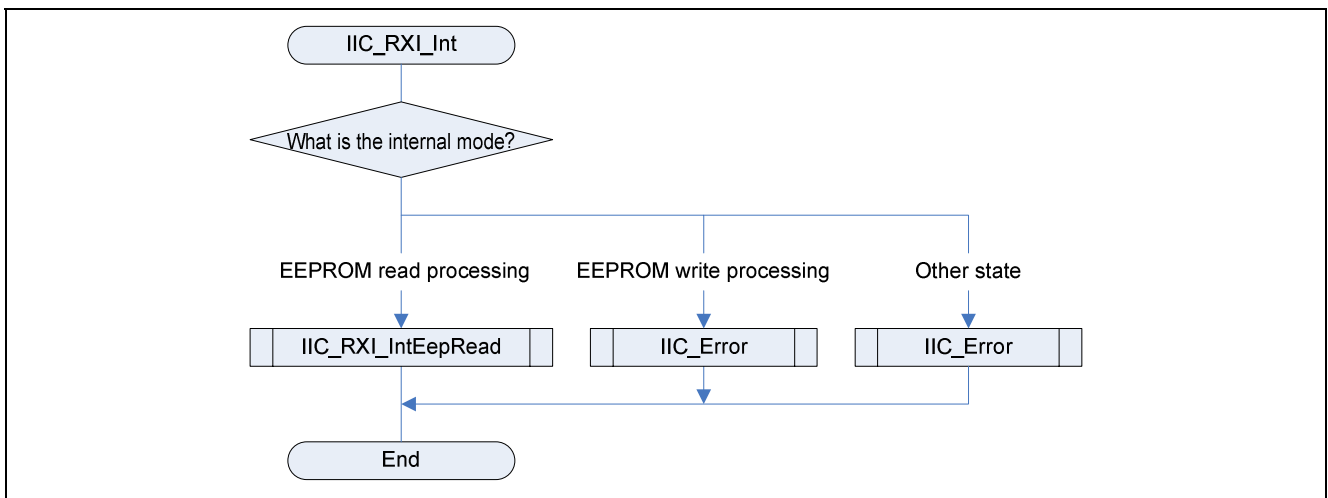 IIC_RXI_Int
What is the internal mode?
EEPROM read processing
EEPROM write processing
Other state
IIC_RXI_IntEepRead
IIC_Error
IIC_Error
End